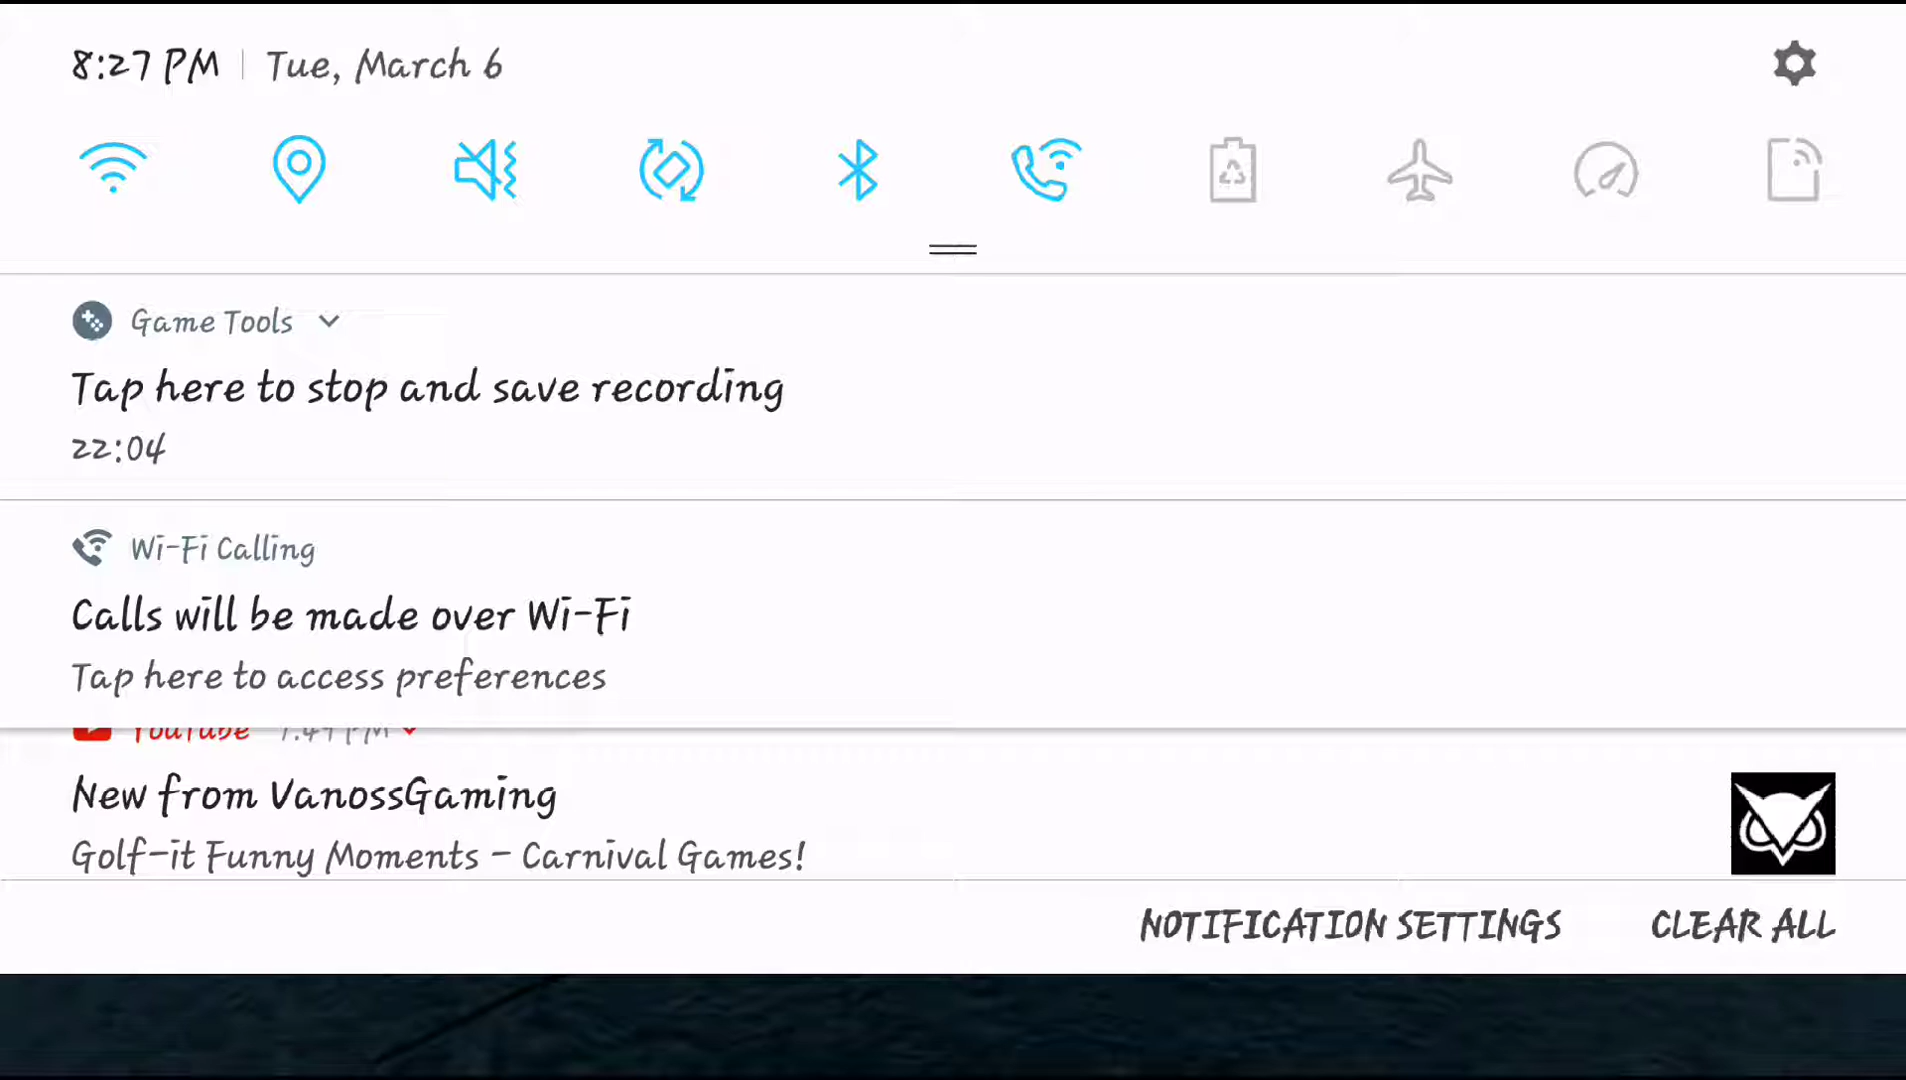 8:27 PM | Tue, March 6
Game Tools
Tap here to stop and save recording
22:04
Wi-Fi Calling
Calls will be made over Wi-Fi
Tap here to access preferences
YouTube
New from VanossGaming
Golf-it Funny Moments - Carnival Games!
NOTIFICATION SETTINGS CLEAR ALL